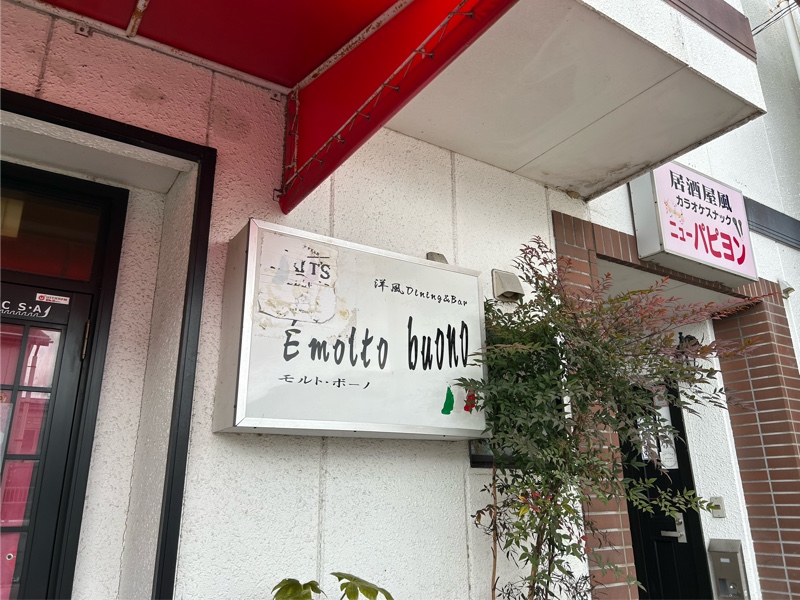 洋風Dining&Bar
É molto buono
モルト・ボーノ
居酒屋風
カラオケスナック
ニューパピヨン